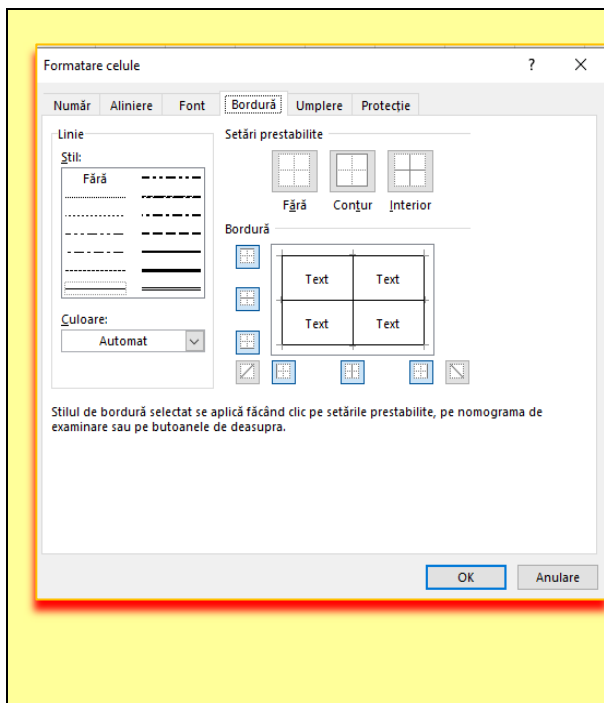 Formatare celule ?
Număr Aliniere Font Bordură Umplere Protecție
Linie
Stil:
Fără
Culoare:
Automat
Setări prestabilite
Fără Contur Interior
Bordură
Text Text
Text Text
Stilul de bordură selectat se aplică făcând clic pe setările prestabilite, pe nomograma de
examinare sau pe butoanele de deasupra.
OK Anulare